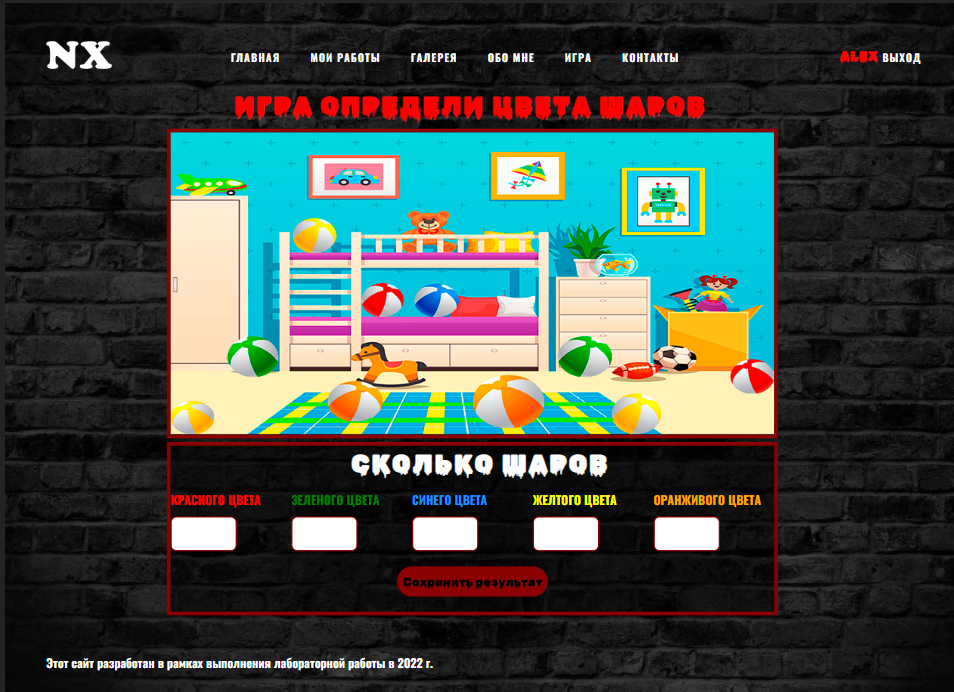 NX
ГЛАВНАЯ МОИ РАБОТЫ ГАЛЕРЕЯ ОБО МНЕ ИГРА КОНТАКТЫ
ALEX ВЫХОД
ИГРА ОПРЕДЕЛИ ЦВЕТА ШАРОВ
СКОЛЬКО ШАРОВ
КРАСНОГО ЦВЕТА ЗЕЛЕНОГО ЦВЕТА СИНЕГО ЦВЕТА ЖЕЛТОГО ЦВЕТА ОРАНЖИВОГО ЦВЕТА
Сохранить результат
Этот сайт разработан в рамках выполнения лабораторной работы в 2022 г.